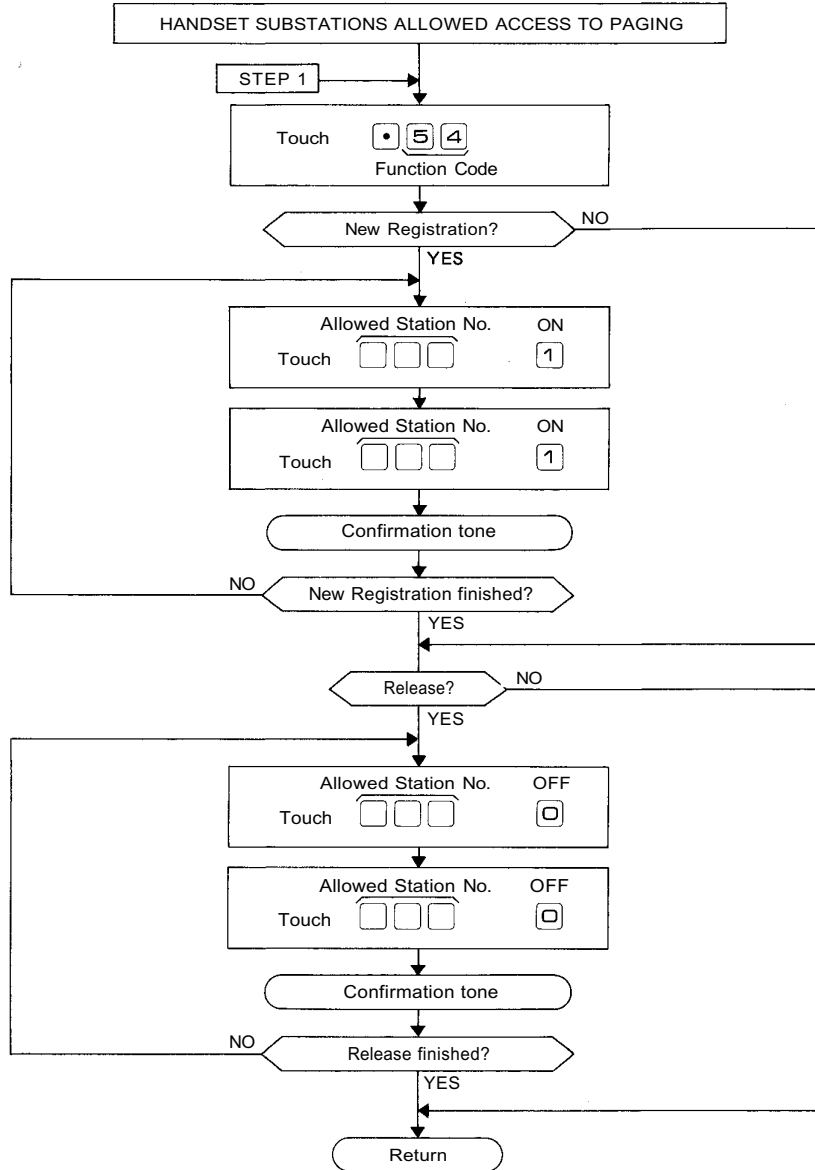 HANDSET SUBSTATIONS ALLOWED ACCESS TO PAGING
STEP 1
Touch • 5 4
Function Code
New Registration? NO
YES
Allowed Station No. ON
Touch 1
Allowed Station No. ON
Touch 1
Confirmation tone
NO New Registration finished?
YES
Release? NO
YES
Allowed Station No. OFF
Touch 0
Allowed Station No. OFF
Touch 0
Confirmation tone
NO Release finished?
YES
Return